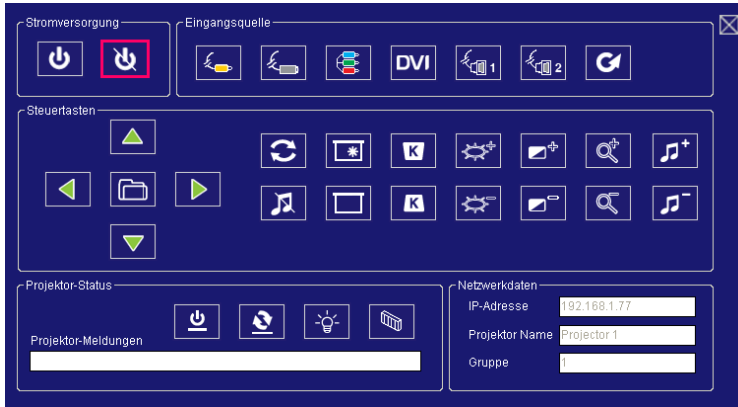 Stromversorgung
Eingangsquelle
DVI
1
2
Steuertasten
K
K
Projektor-Status
Projektor-Meldungen
Netzwerkdaten
IP-Adresse 192.168.1.77
Projektor Name Projector 1
Gruppe 1